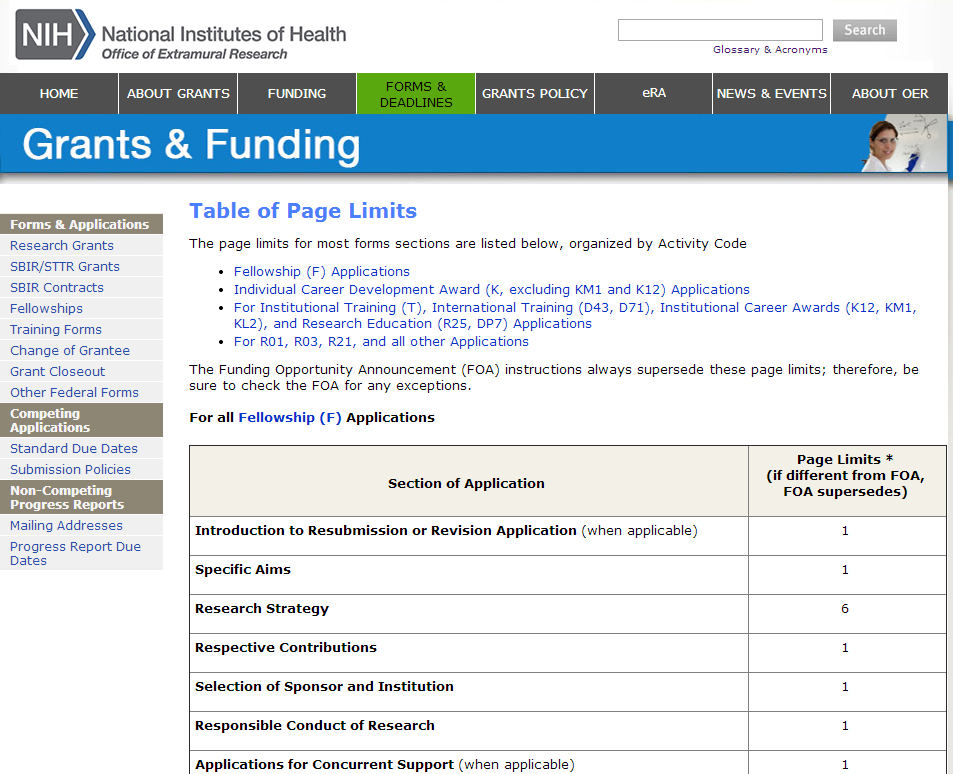 NIH National Institutes of Health
Office of Extramural Research
Search
Glossary & Acronyms
HOME
ABOUT GRANTS
FUNDING
FORMS &
DEADLINES
GRANTS POLICY
eRA
NEWS & EVENTS
ABOUT OER
Grants & Funding
Forms & Applications
Research Grants
SBIR/STTR Grants
SBIR Contracts
Fellowships
Training Forms
Change of Grantee
Grant Closeout
Other Federal Forms
Competing
Applications
Standard Due Dates
Submission Policies
Non-Competing
Progress Reports
Mailing Addresses
Progress Report Due
Dates
Table of Page Limits
The page limits for most forms sections are listed below, organized by Activity Code
• Fellowship (F) Applications
• Individual Career Development Award (K, excluding KM1 and K12) Applications
• For Institutional Training (T), International Training (D43, D71), Institutional Career Awards (K12, KM1,
KL2), and Research Education (R25, DP7) Applications
• For R01, R03, R21, and all other Applications
The Funding Opportunity Announcement (FOA) instructions always supersede these page limits; therefore, be
sure to check the FOA for any exceptions.
For all Fellowship (F) Applications
Section of Application
Page Limits *
(if different from FOA,
FOA supersedes)
Introduction to Resubmission or Revision Application (when applicable) 1
Specific Aims 1
Research Strategy 6
Respective Contributions 1
Selection of Sponsor and Institution 1
Responsible Conduct of Research 1
Applications for Concurrent Support (when applicable) 1